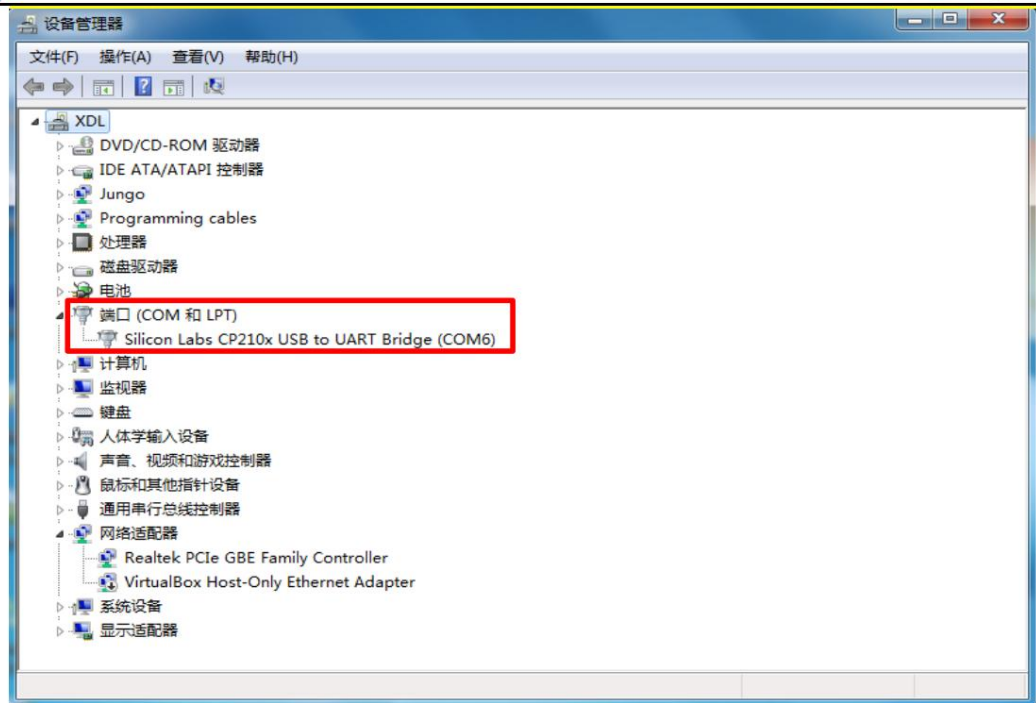 设备管理器
文件(F) 操作(A) 查看(V) 帮助(H)
XDL
DVD/CD-ROM 驱动器
IDE ATA/ATAPI 控制器
Jungo
Programming cables
处理器
磁盘驱动器
电池
端口 (COM 和 LPT)
Silicon Labs CP210x USB to UART Bridge (COM6)
计算机
监视器
键盘
人体学输入设备
声音、视频和游戏控制器
鼠标和其他指针设备
通用串行总线控制器
网络适配器
Realtek PCIe GBE Family Controller
VirtualBox Host-Only Ethernet Adapter
系统设备
显示适配器